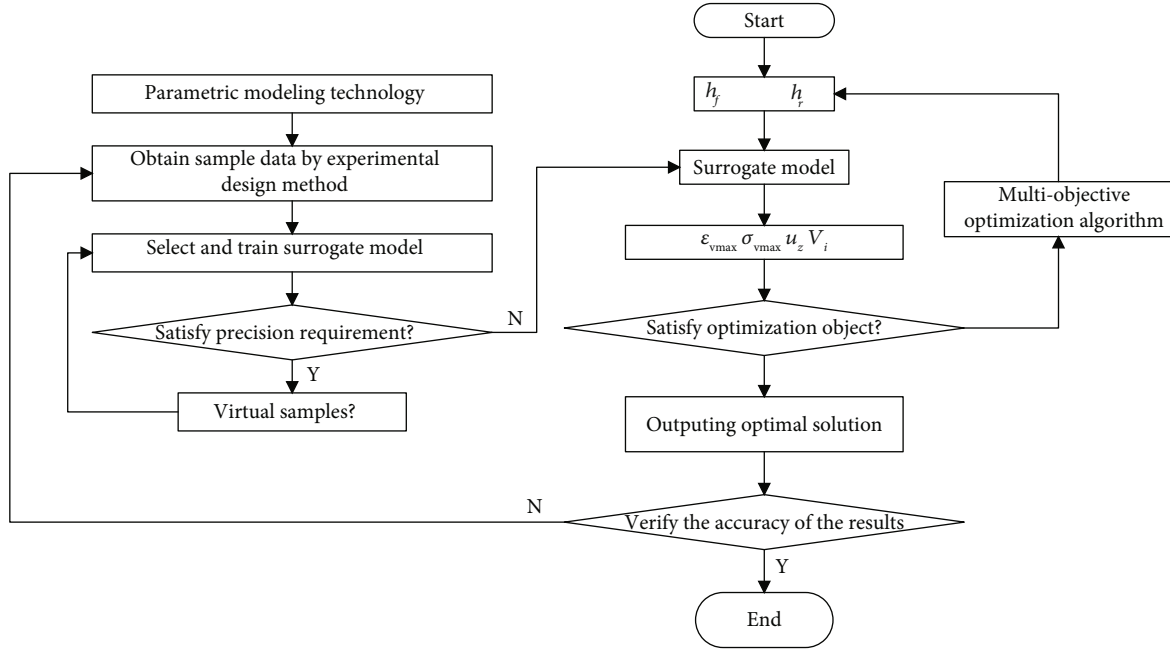 Start
h_f h_r
Parametric modeling technology
Obtain sample data by experimental
design method
Surrogate model
Multi-objective
optimization algorithm
Select and train surrogate model
ε_vmax σ_vmax u_z V_i
Satisfy precision requirement?
N
Satisfy optimization object?
Y
Virtual samples?
Outputing optimal solution
N
Verify the accuracy of the results
Y
End